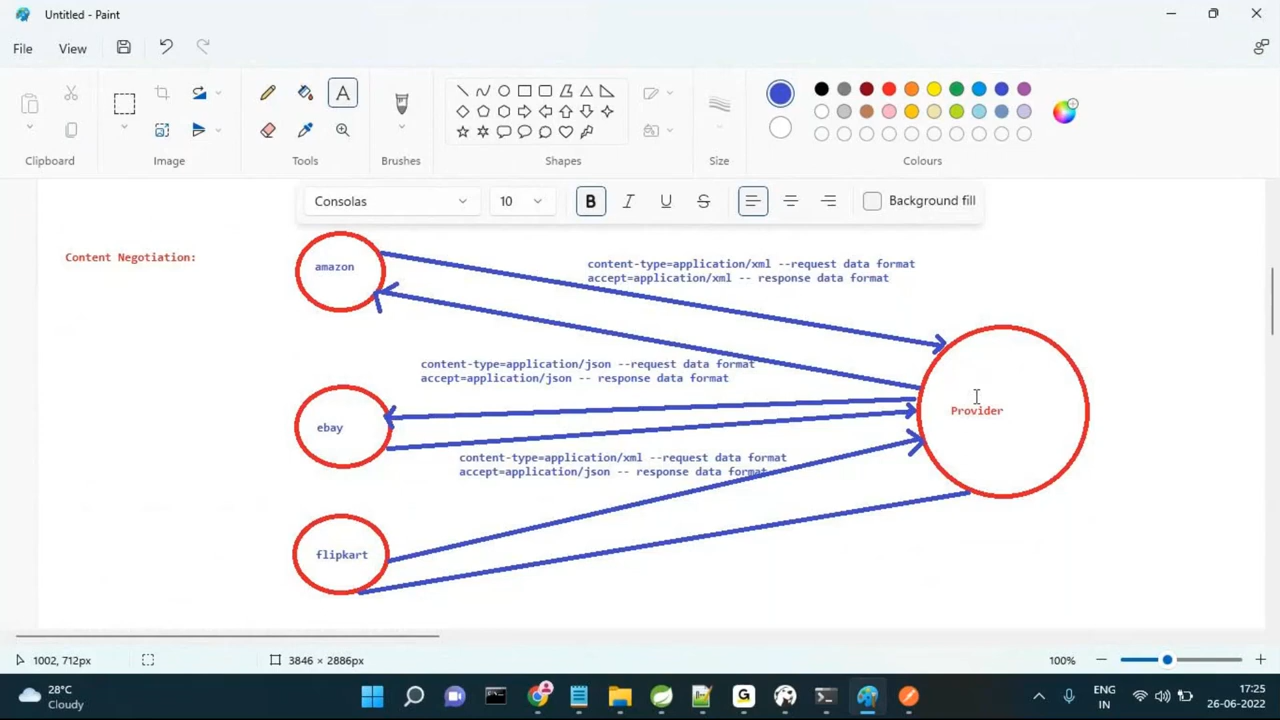 Untitled - Paint
File
View
Clipboard
Image
Tools
Brushes
Shapes
Size
Colours
Consolas
10
B
I
U
S
Background fill
Content Negotiation:
amazon
content-type=application/xml --request data format
accept=application/xml -- response data format
content-type=application/json --request data format
accept=application/json -- response data format
Provider
ebay
content-type=application/xml --request data format
accept=application/json -- response data format
flipkart
1002, 712px
3846 × 2886px
100%
28°C
Cloudy
ENG
IN
17:25
26-06-2022